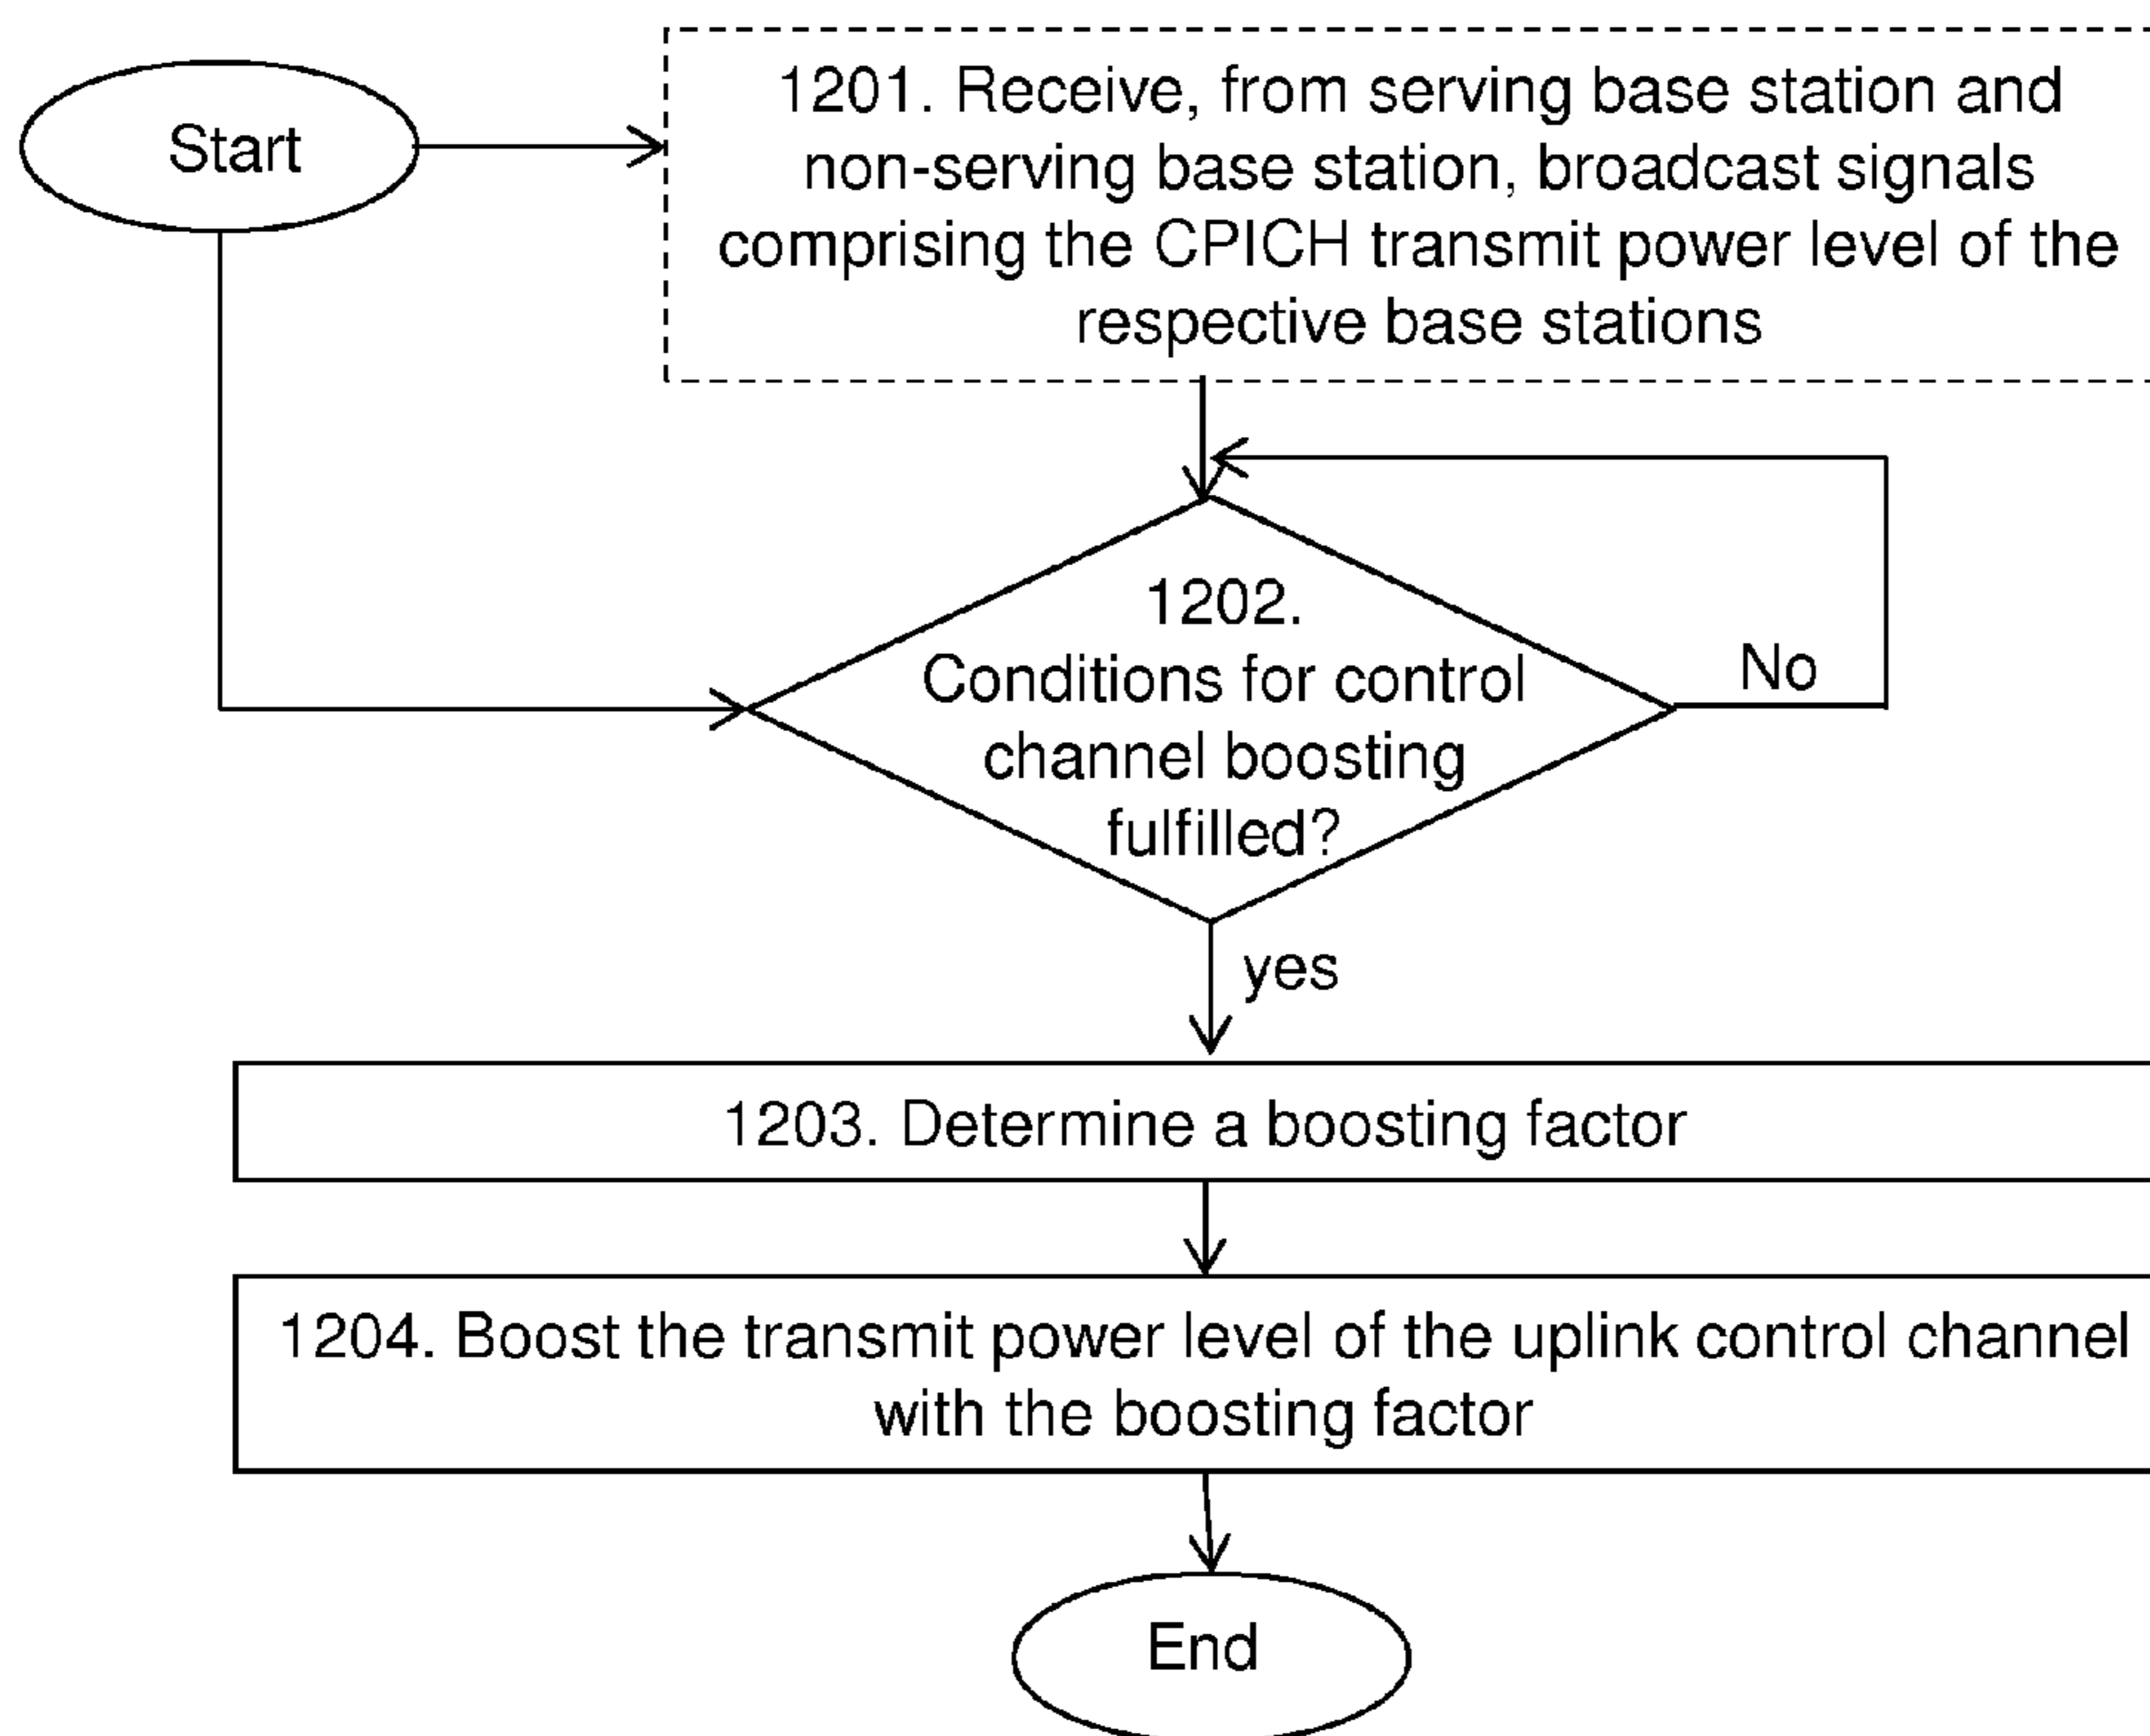 Start
1201. Receive, from serving base station and
non-serving base station, broadcast signals
comprising the CPICH transmit power level of the
respective base stations
1202.
Conditions for control
channel boosting
fulfilled?
No
yes
1203. Determine a boosting factor
1204. Boost the transmit power level of the uplink control channel
with the boosting factor
End